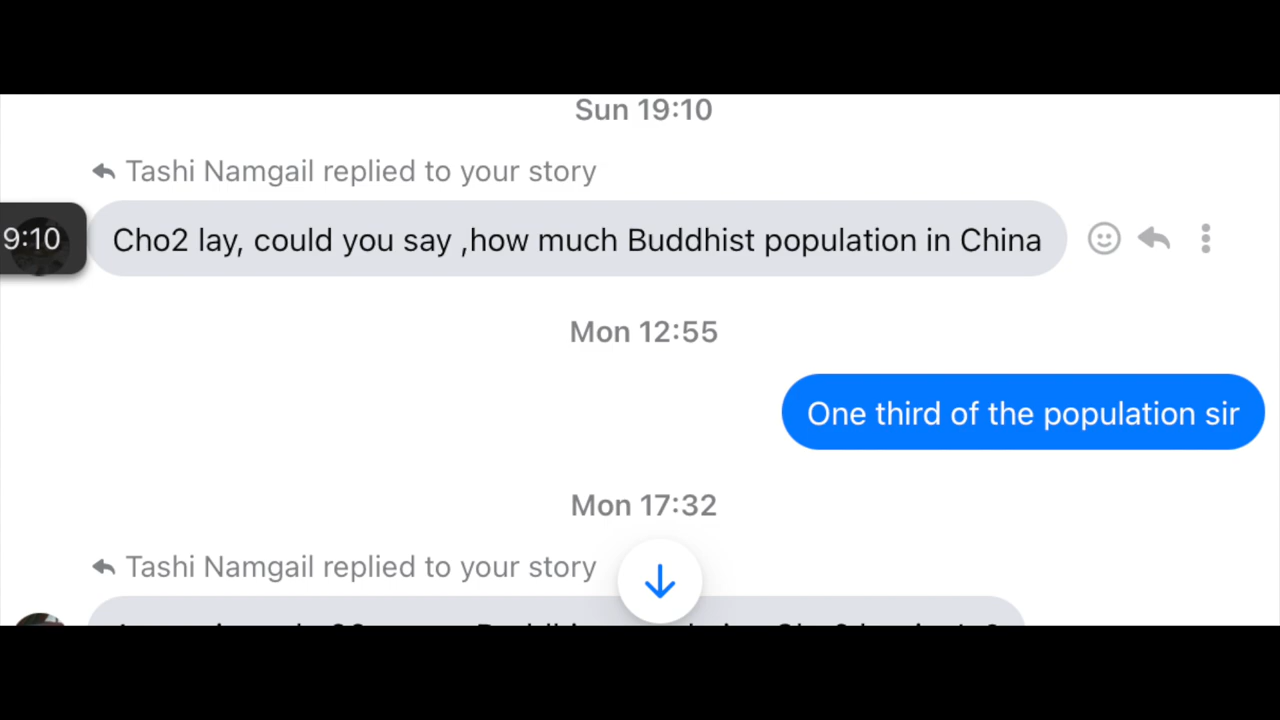 Sun 19:10
Tashi Namgail replied to your story
9:10
Cho2 lay, could you say ,how much Buddhist population in China
Mon 12:55
One third of the population sir
Mon 17:32
Tashi Namgail replied to your story